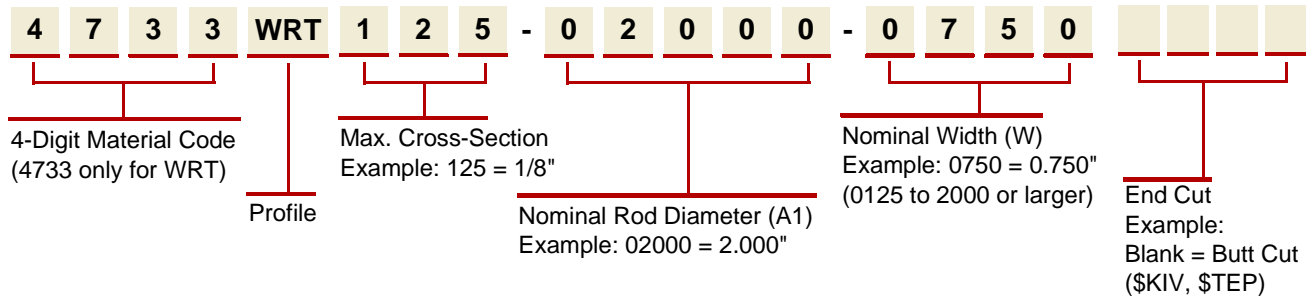 4 7 3 3 WRT 1 2 5 - 0 2 0 0 0 - 0 7 5 0
4-Digit Material Code
(4733 only for WRT)
Profile
Max. Cross-Section
Example: 125 = 1/8"
Nominal Rod Diameter (A1)
Example: 02000 = 2.000"
Nominal Width (W)
Example: 0750 = 0.750"
(0125 to 2000 or larger)
End Cut
Example:
Blank = Butt Cut
($KIV, $TEP)